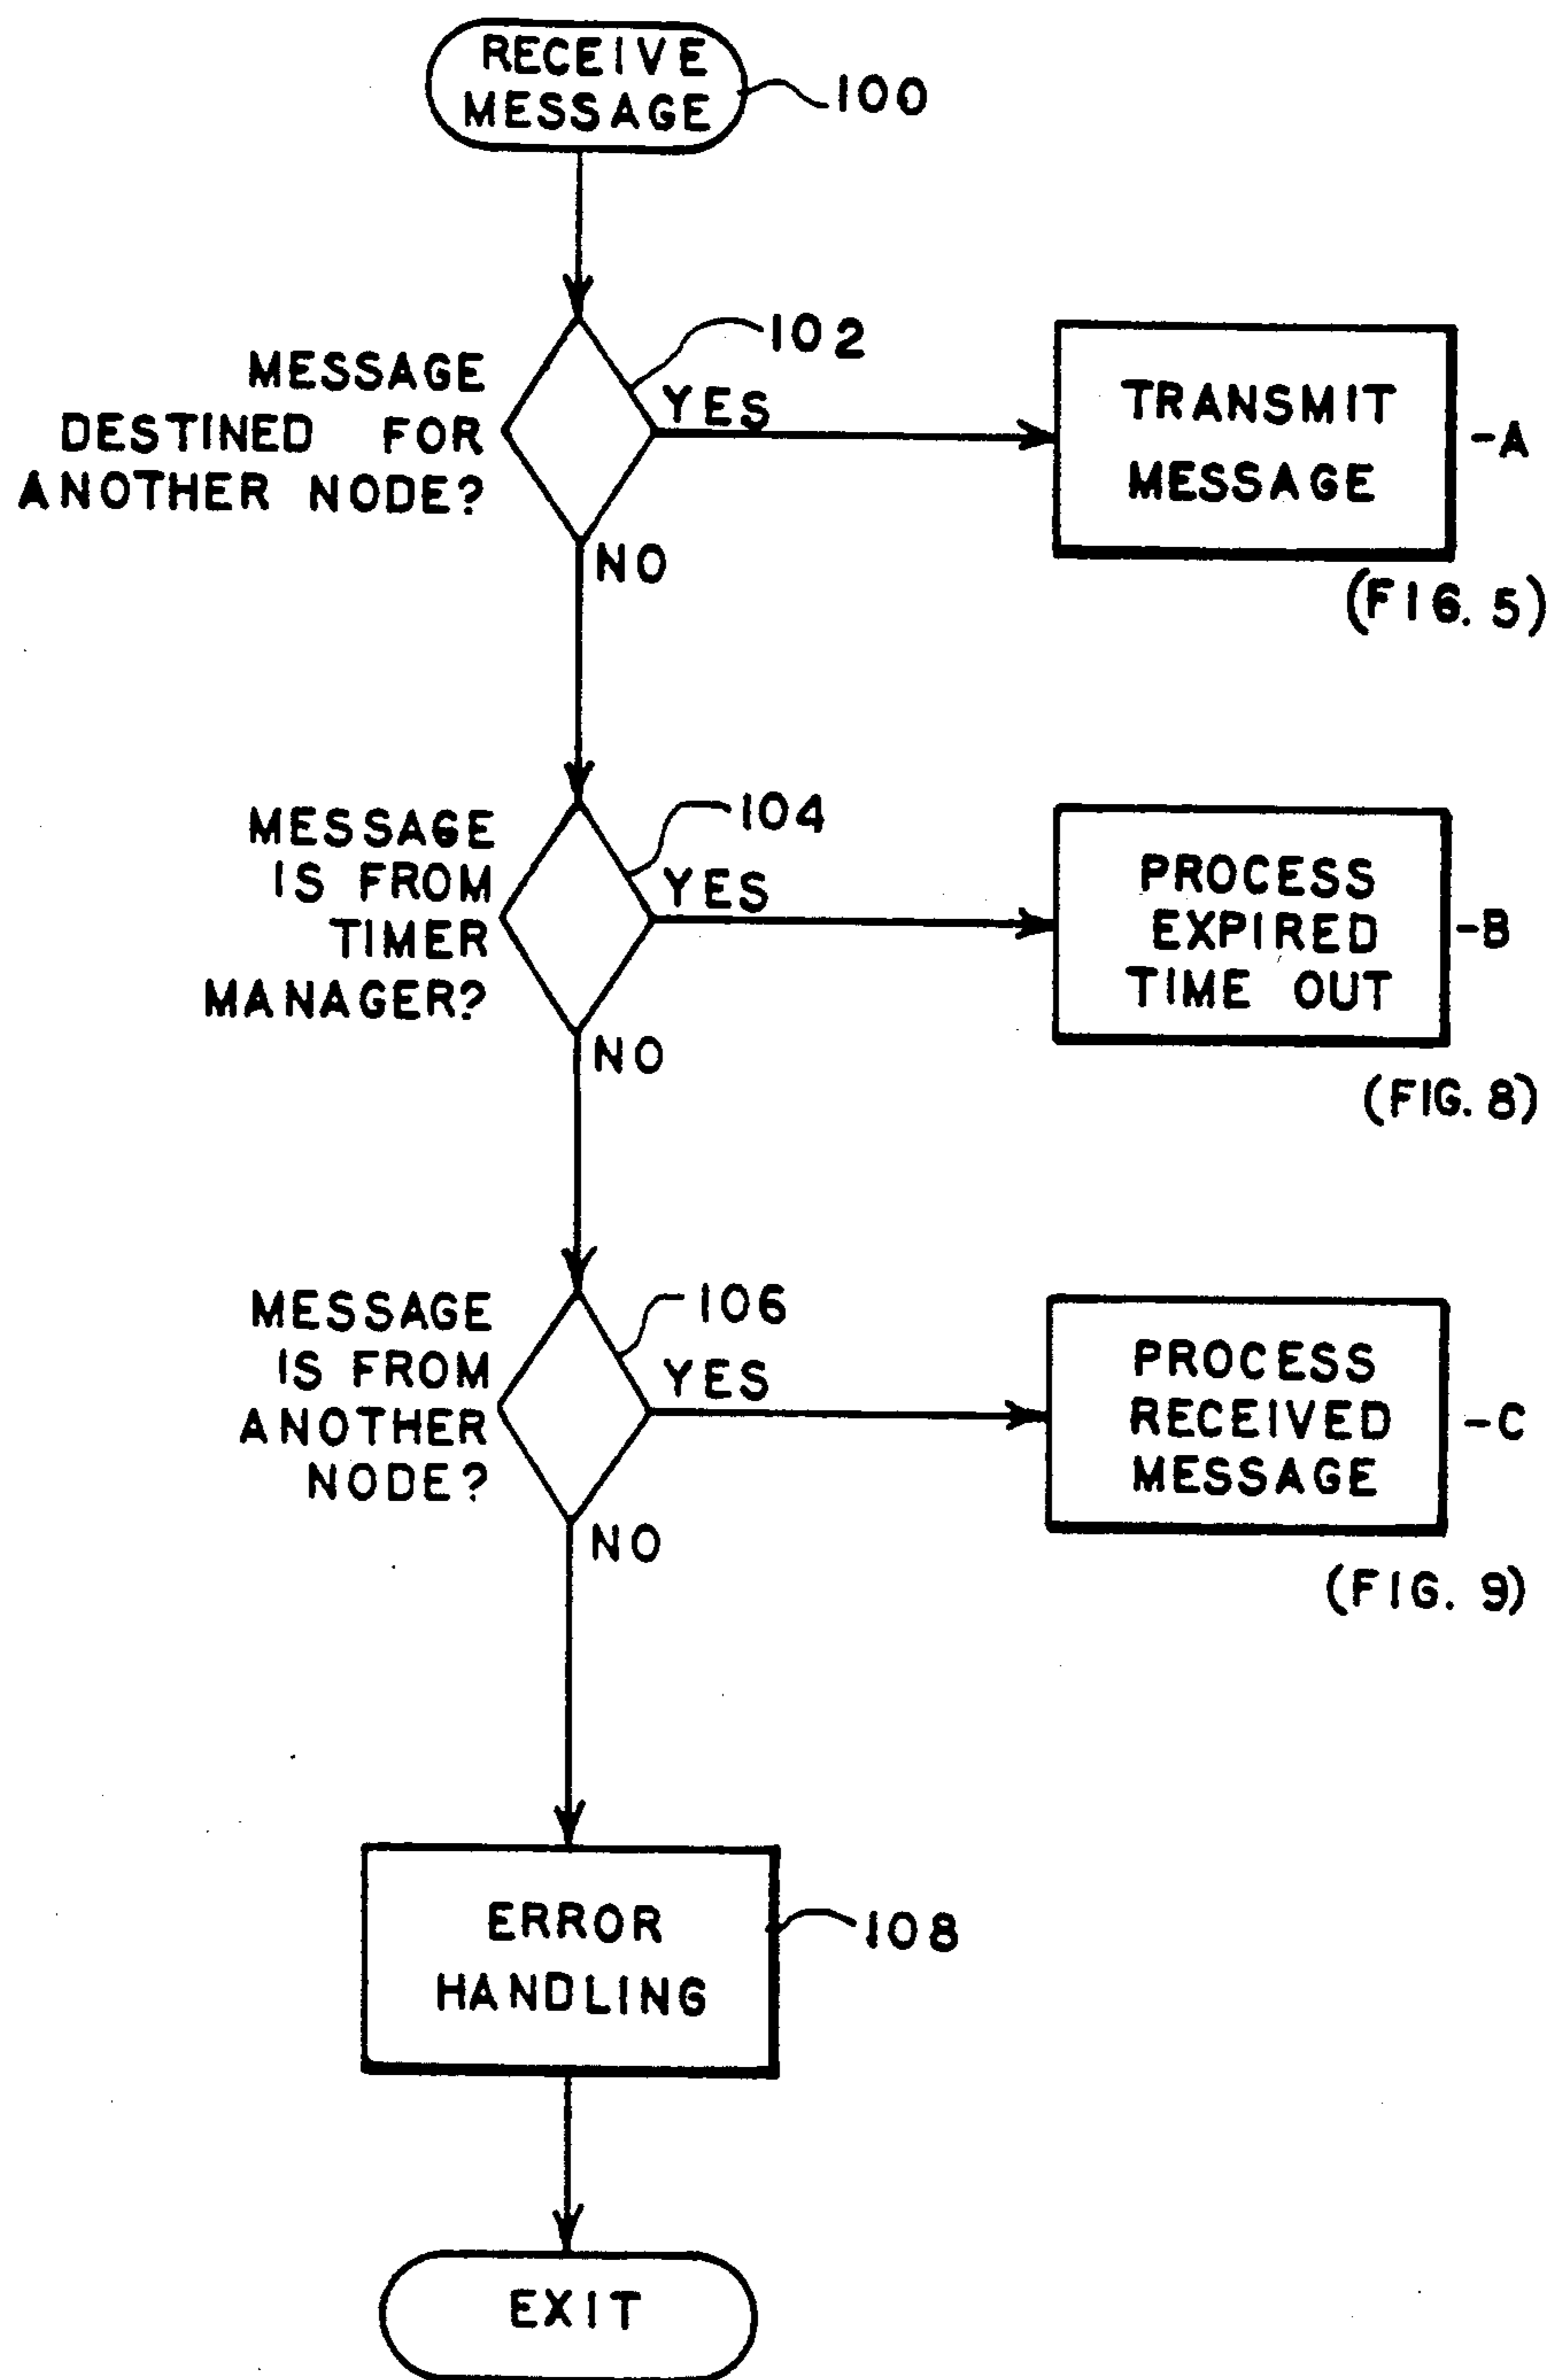 RECEIVE
MESSAGE
100
102
MESSAGE
DESTINED FOR
ANOTHER NODE?
YES
TRANSMIT
MESSAGE
-A
NO
(FIG. 5)
104
MESSAGE
IS FROM
TIMER
MANAGER?
YES
PROCESS
EXPIRED
TIME OUT
-B
NO
(FIG. 8)
106
MESSAGE
IS FROM
ANOTHER
NODE?
YES
PROCESS
RECEIVED
MESSAGE
-C
NO
(FIG. 9)
ERROR
HANDLING
108
EXIT